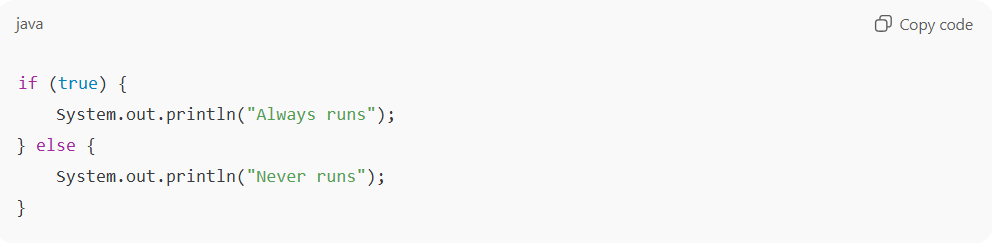 java
Copy code
if (true) {
    System.out.println("Always runs");
} else {
    System.out.println("Never runs");
}